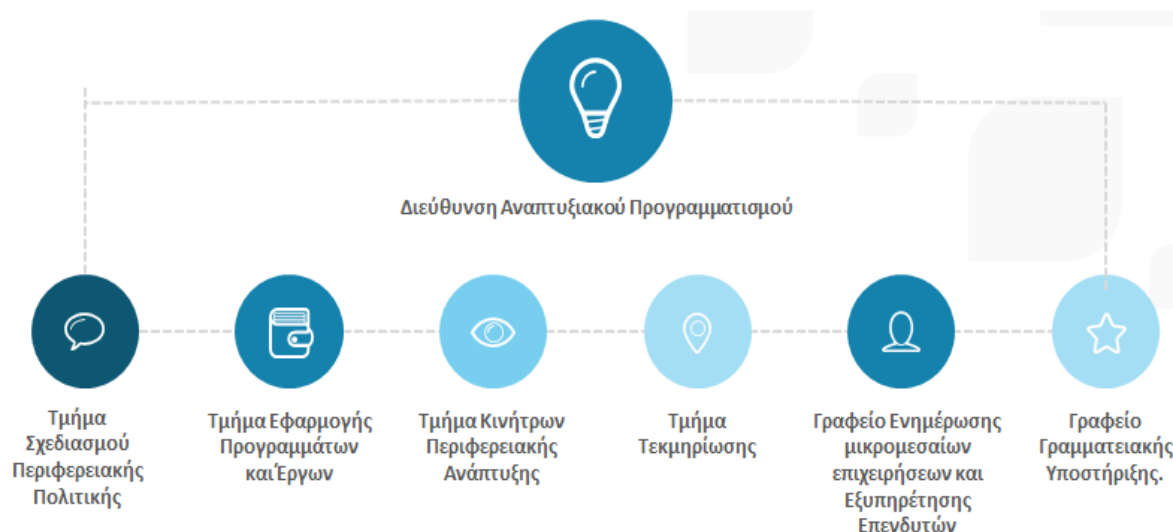 Διεύθυνση Αναπτυξιακού Προγραμματισμού
Τμήμα
Σχεδιασμού
Περιφερειακής
Πολιτικής
Τμήμα Εφαρμογής
Προγραμμάτων
και Έργων
Τμήμα Κινήτρων
Περιφερειακής
Ανάπτυξης
Τμήμα
Τεκμηρίωσης
Γραφείο Ενημέρωσης
μικρομεσαίων
επιχειρήσεων και
Εξυπηρέτησης
Επενδυτών
Γραφείο
Γραμματειακής
Υποστήριξης.